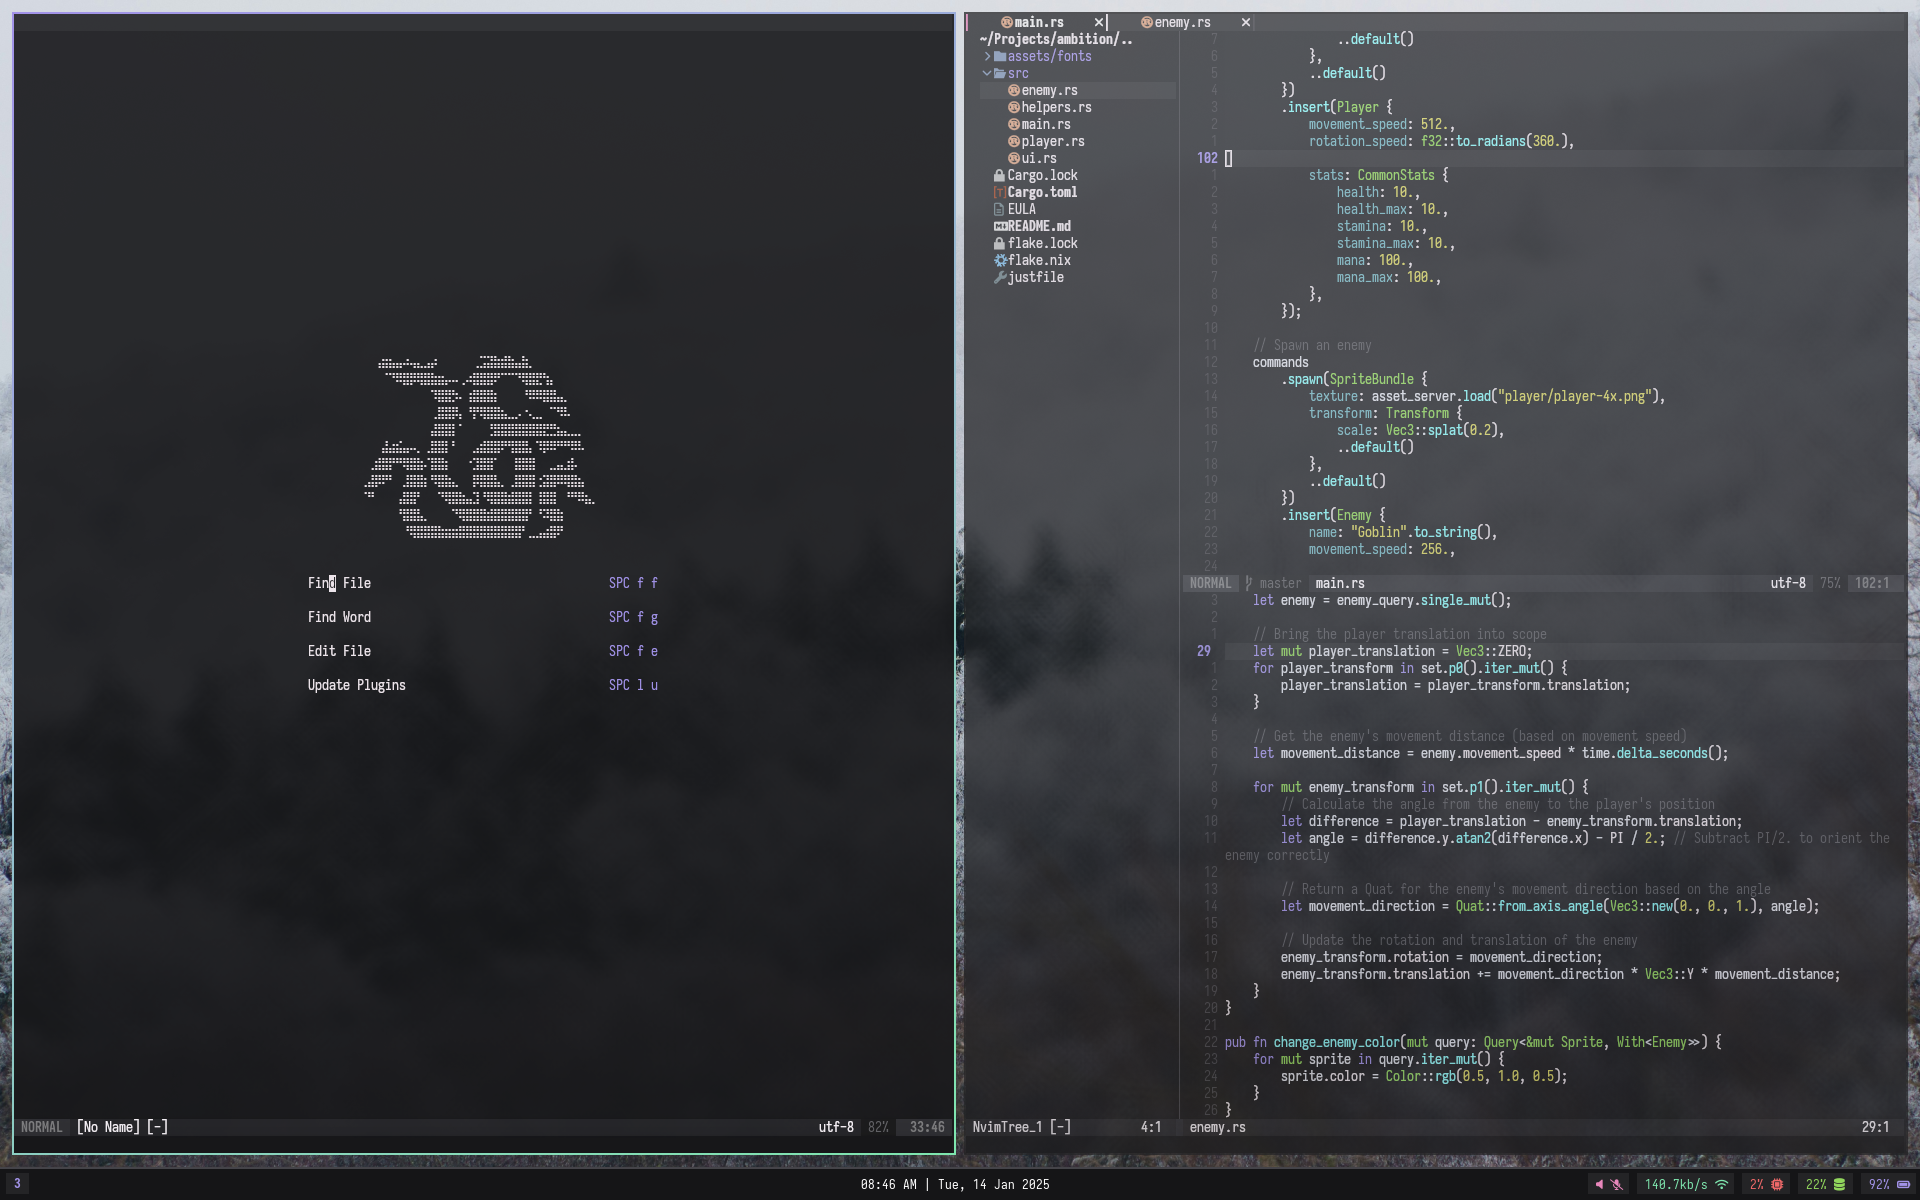 Find File SPC f f
Find Word SPC f g
Edit File SPC f e
Update Plugins SPC l u
NORMAL [No Name] [-] utf-8 82% 33:46
main.rs × enemy.rs ×
~/Projects/ambition/..
assets/fonts
src
enemy.rs
helpers.rs
main.rs
player.rs
ui.rs
Cargo.lock
Cargo.toml
EULA
README.md
flake.lock
flake.nix
justfile
NvimTree_1 [-] 4:1
7 ..default()
6 },
5 ..default()
4 })
3 .insert(Player {
2 movement_speed: 512.,
1 rotation_speed: f32::to_radians(360.),
102
1 stats: CommonStats {
2 health: 10.,
3 health_max: 10.,
4 stamina: 10.,
5 stamina_max: 10.,
6 mana: 100.,
7 mana_max: 100.,
8 },
9 });
10
11 // Spawn an enemy
12 commands
13 .spawn(SpriteBundle {
14 texture: asset_server.load("player/player-4x.png"),
15 transform: Transform {
16 scale: Vec3::splat(0.2),
17 ..default()
18 },
19 ..default()
20 })
21 .insert(Enemy {
22 name: "Goblin".to_string(),
23 movement_speed: 256.,
24
NORMAL master main.rs utf-8 75% 102:1
3 let enemy = enemy_query.single_mut();
2
1 // Bring the player translation into scope
29 let mut player_translation = Vec3::ZERO;
1 for player_transform in set.p0().iter_mut() {
2 player_translation = player_transform.translation;
3 }
4
5 // Get the enemy's movement distance (based on movement speed)
6 let movement_distance = enemy.movement_speed * time.delta_seconds();
7
8 for mut enemy_transform in set.p1().iter_mut() {
9 // Calculate the angle from the enemy to the player's position
10 let difference = player_translation - enemy_transform.translation;
11 let angle = difference.y.atan2(difference.x) - PI / 2.; // Subtract PI/2. to orient the
enemy correctly
12
13 // Return a Quat for the enemy's movement direction based on the angle
14 let movement_direction = Quat::from_axis_angle(Vec3::new(0., 0., 1.), angle);
15
16 // Update the rotation and translation of the enemy
17 enemy_transform.rotation = movement_direction;
18 enemy_transform.translation += movement_direction * Vec3::Y * movement_distance;
19 }
20 }
21
22 pub fn change_enemy_color(mut query: Query<&mut Sprite, With<Enemy>>) {
23 for mut sprite in query.iter_mut() {
24 sprite.color = Color::rgb(0.5, 1.0, 0.5);
25 }
26 }
enemy.rs 29:1
3 08:46 AM | Tue, 14 Jan 2025 140.7kb/s 2% 22% 92%